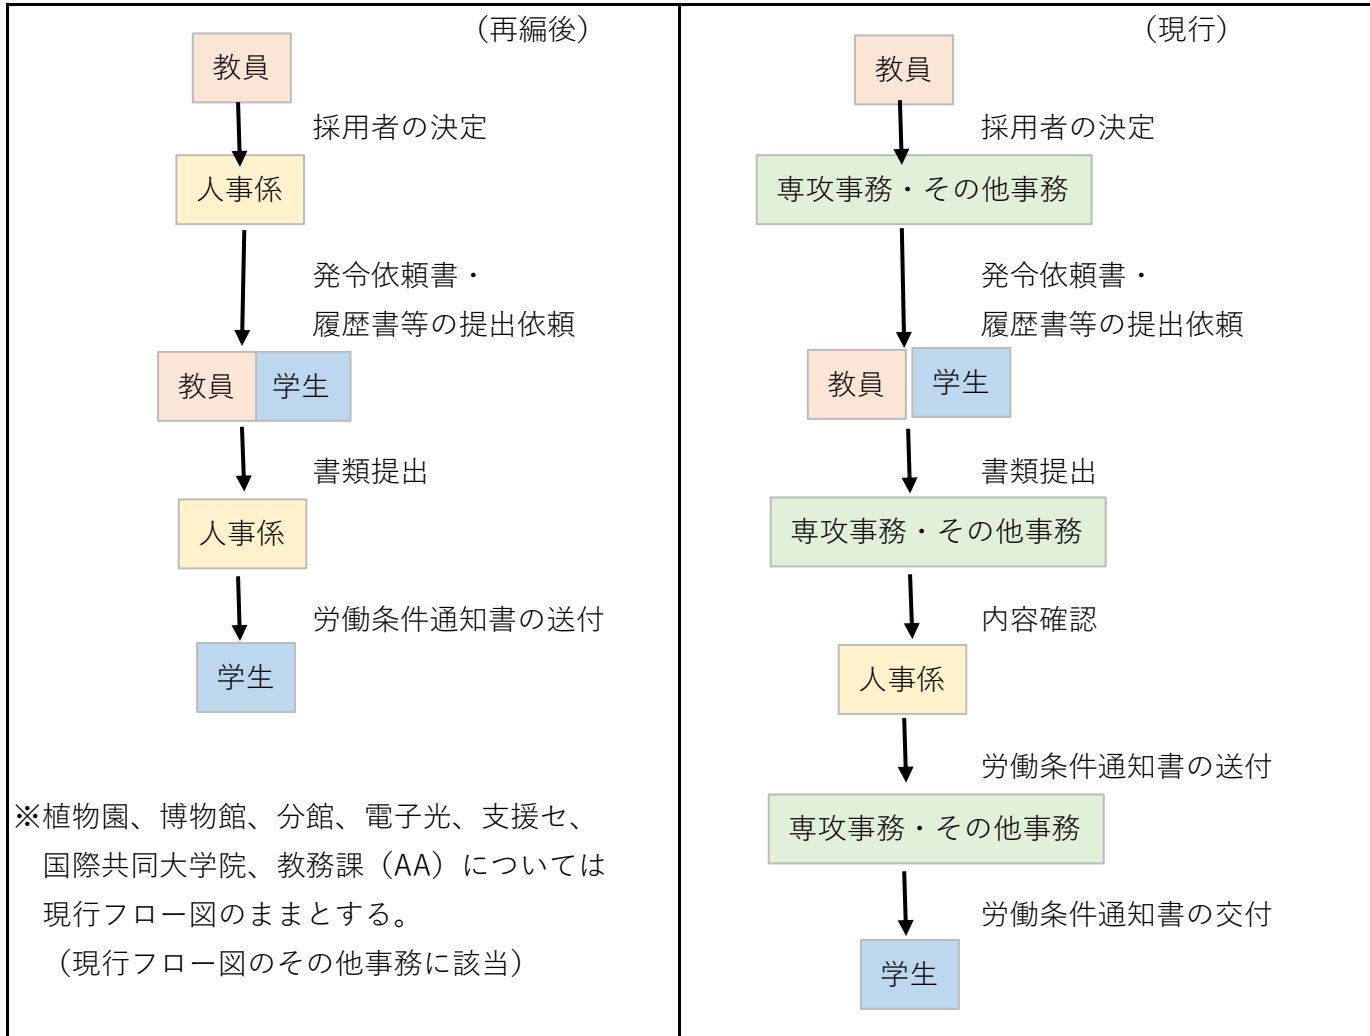 （再編後）
教員
採用者の決定
人事係
発令依頼書・
履歴書等の提出依頼
教員 学生
書類提出
人事係
労働条件通知書の送付
学生
※植物園、博物館、分館、電子光、支援セ、
国際共同大学院、教務課（AA）については
現行フロー図のままとする。
（現行フロー図のその他事務に該当）
（現行）
教員
採用者の決定
専攻事務・その他事務
発令依頼書・
履歴書等の提出依頼
教員 学生
書類提出
専攻事務・その他事務
内容確認
人事係
労働条件通知書の送付
専攻事務・その他事務
労働条件通知書の交付
学生